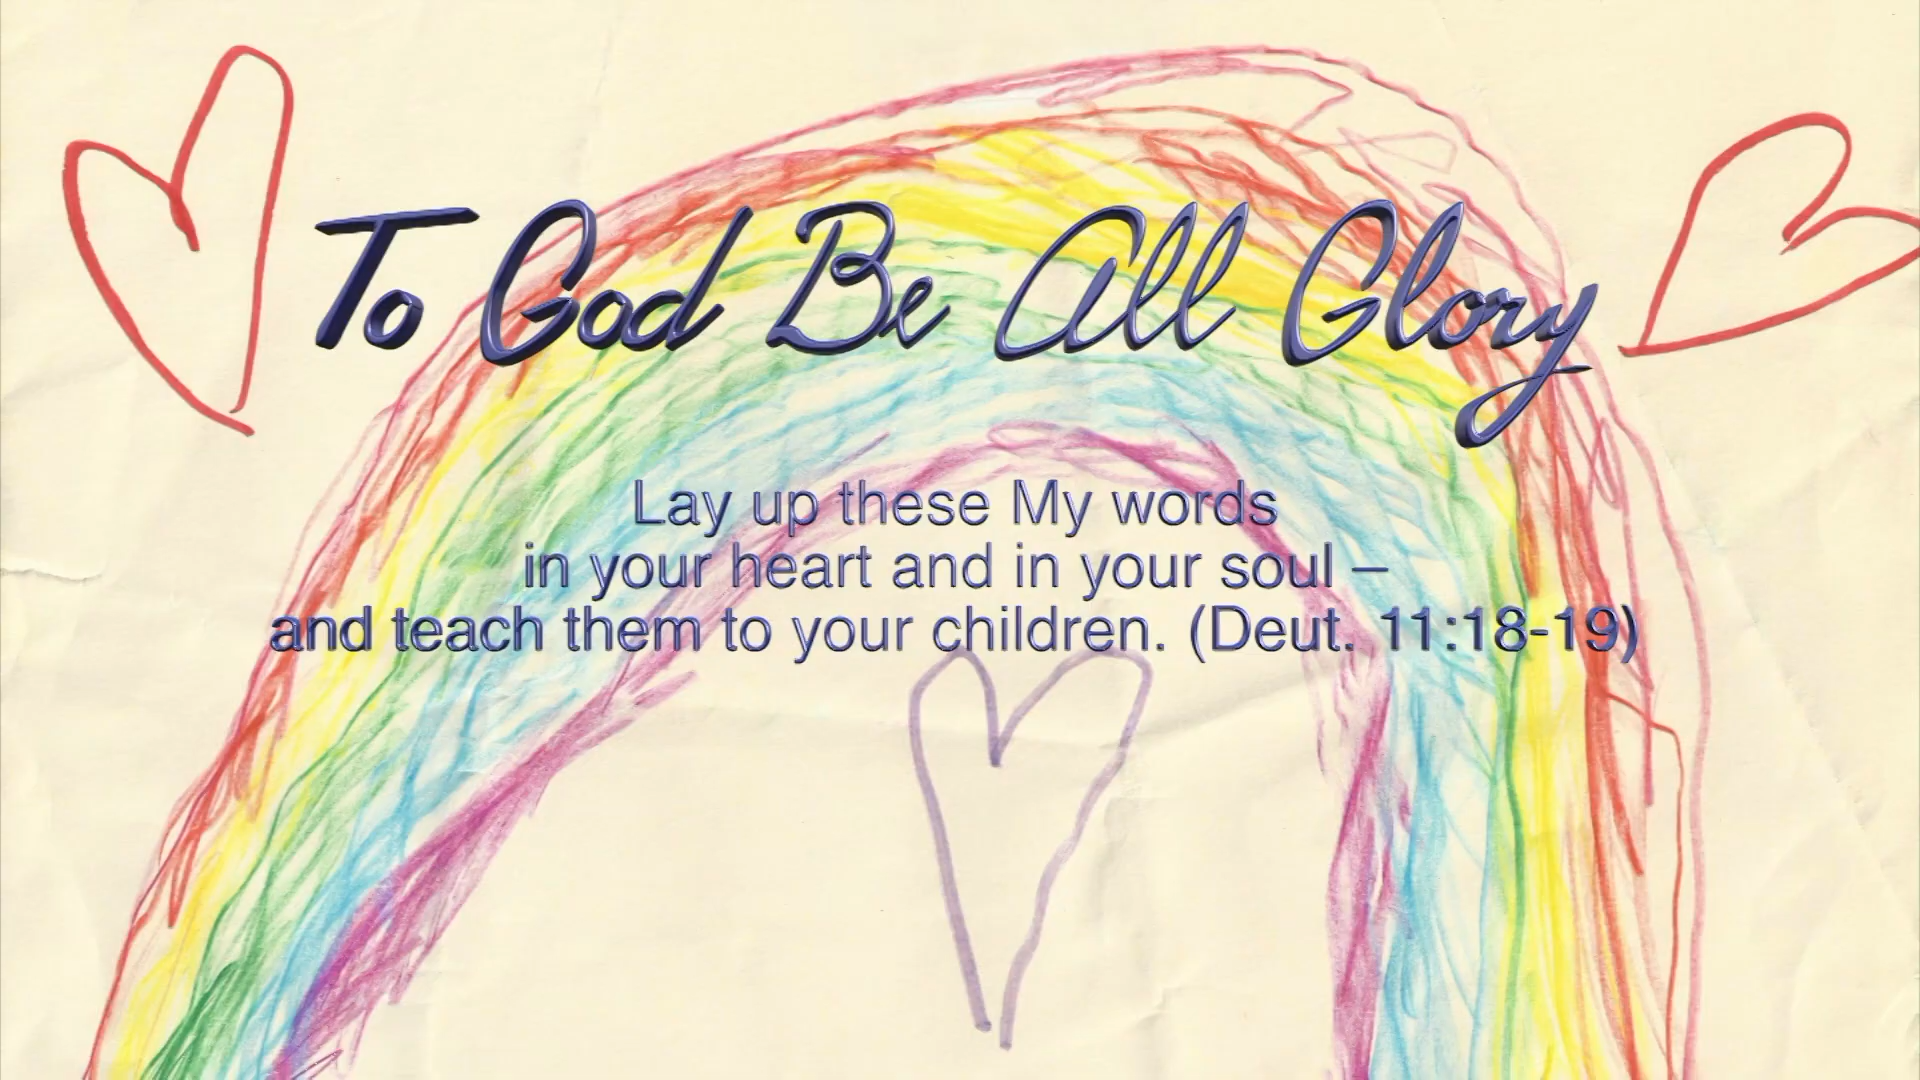 To God Be All Glory
Lay up these My words
in your heart and in your soul –
and teach them to your children. (Deut. 11:18-19)